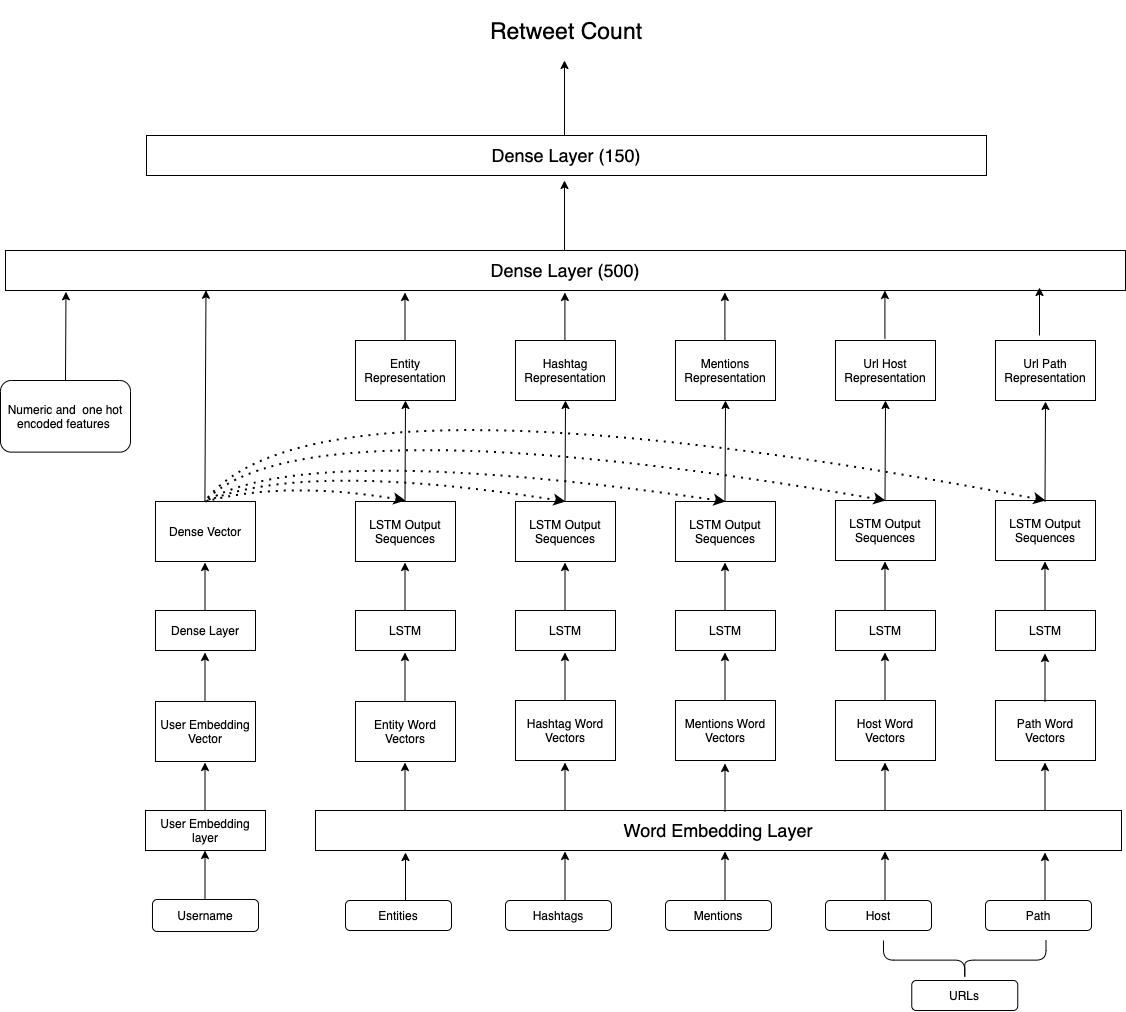 Retweet Count
Dense Layer (150)
Dense Layer (500)
Numeric and one hot
encoded features
Entity
Representation
Hashtag
Representation
Mentions
Representation
Url Host
Representation
Url Path
Representation
Dense Vector
LSTM Output
Sequences
LSTM Output
Sequences
LSTM Output
Sequences
LSTM Output
Sequences
LSTM Output
Sequences
Dense Layer
LSTM
LSTM
LSTM
LSTM
LSTM
User Embedding
Vector
Entity Word
Vectors
Hashtag Word
Vectors
Mentions Word
Vectors
Host Word
Vectors
Path Word
Vectors
User Embedding
layer
Word Embedding Layer
Username
Entities
Hashtags
Mentions
Host
Path
URLs